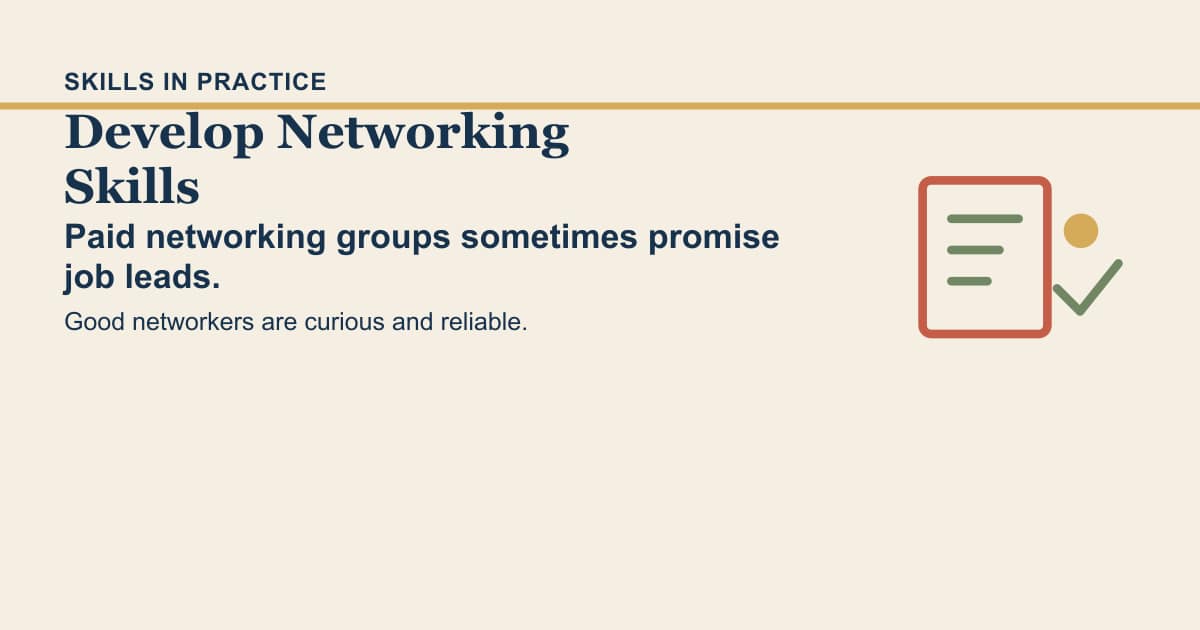 SKILLS IN PRACTICE
Develop Networking
Skills
Paid networking groups sometimes promise
job leads.
Good networkers are curious and reliable.